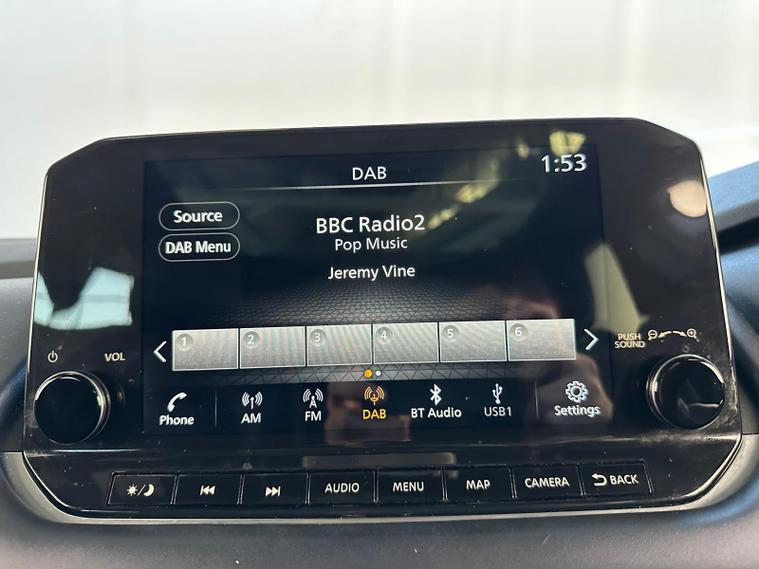 DAB
1:53
Source
DAB Menu
BBC Radio2
Pop Music
Jeremy Vine
1 2 3 4 5 6
PUSH
SOUND
VOL
Phone AM FM DAB BT Audio USB1 Settings
AUDIO MENU MAP CAMERA BACK